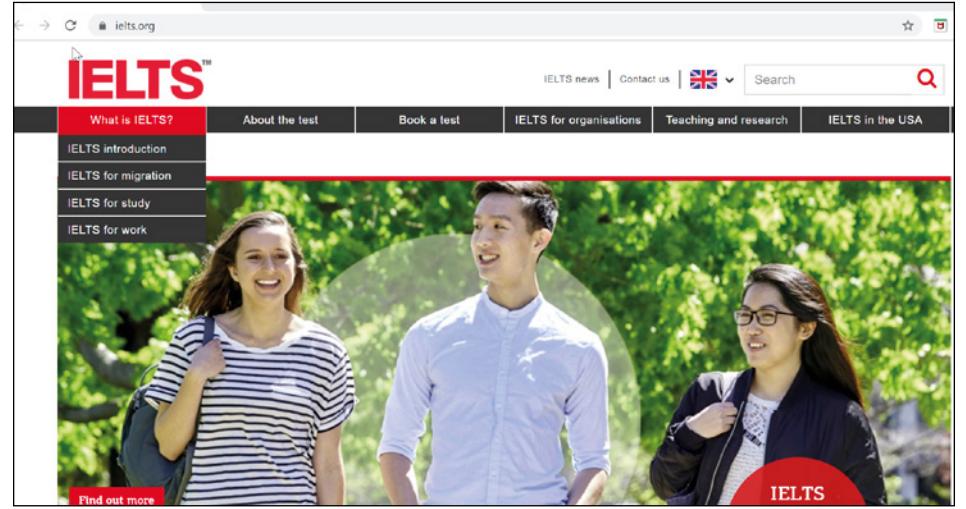 ielts.org
IELTS™
IELTS news
Contact us
Search
What is IELTS?
About the test
Book a test
IELTS for organisations
Teaching and research
IELTS in the USA
IELTS introduction
IELTS for migration
IELTS for study
IELTS for work
Find out more
IELTS